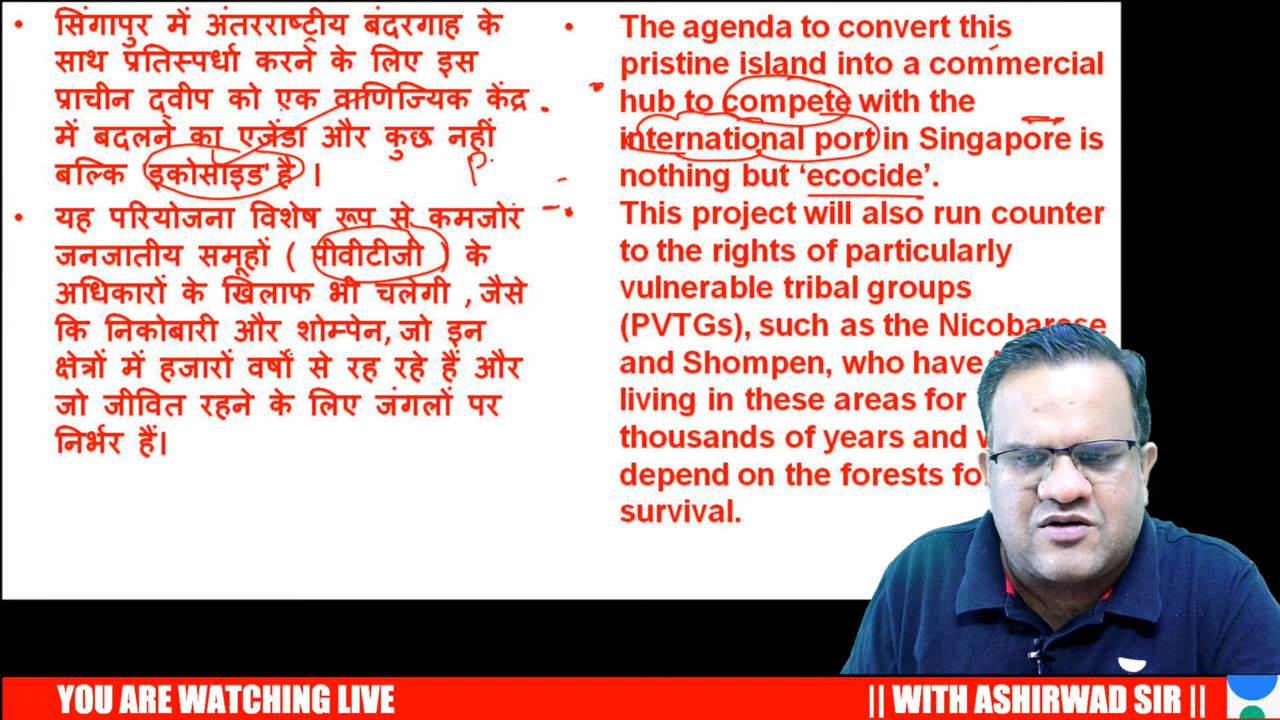 • सिंगापुर में अंतरराष्ट्रीय बंदरगाह के
साथ प्रतिस्पर्धा करने के लिए इस
प्राचीन द्वीप को एक वाणिज्यिक केंद्र
में बदलने का एजेंडा और कुछ नहीं
बल्कि 'इकोसाइड' है ।
• यह परियोजना विशेष रूप से कमजोर
जनजातीय समूहों ( पीवीटीजी ) के
अधिकारों के खिलाफ भी चलेगी , जैसे
कि निकोबारी और शोम्पेन, जो इन
क्षेत्रों में हजारों वर्षों से रह रहे हैं और
जो जीवित रहने के लिए जंगलों पर
निर्भर हैं।
• The agenda to convert this
pristine island into a commercial
hub to compete with the
international port in Singapore is
nothing but ‘ecocide’.
• This project will also run counter
to the rights of particularly
vulnerable tribal groups
(PVTGs), such as the Nicobarese
and Shompen, who have
living in these areas for
thousands of years and
depend on the forests
survival.
YOU ARE WATCHING LIVE
|| WITH ASHIRWAD SIR ||